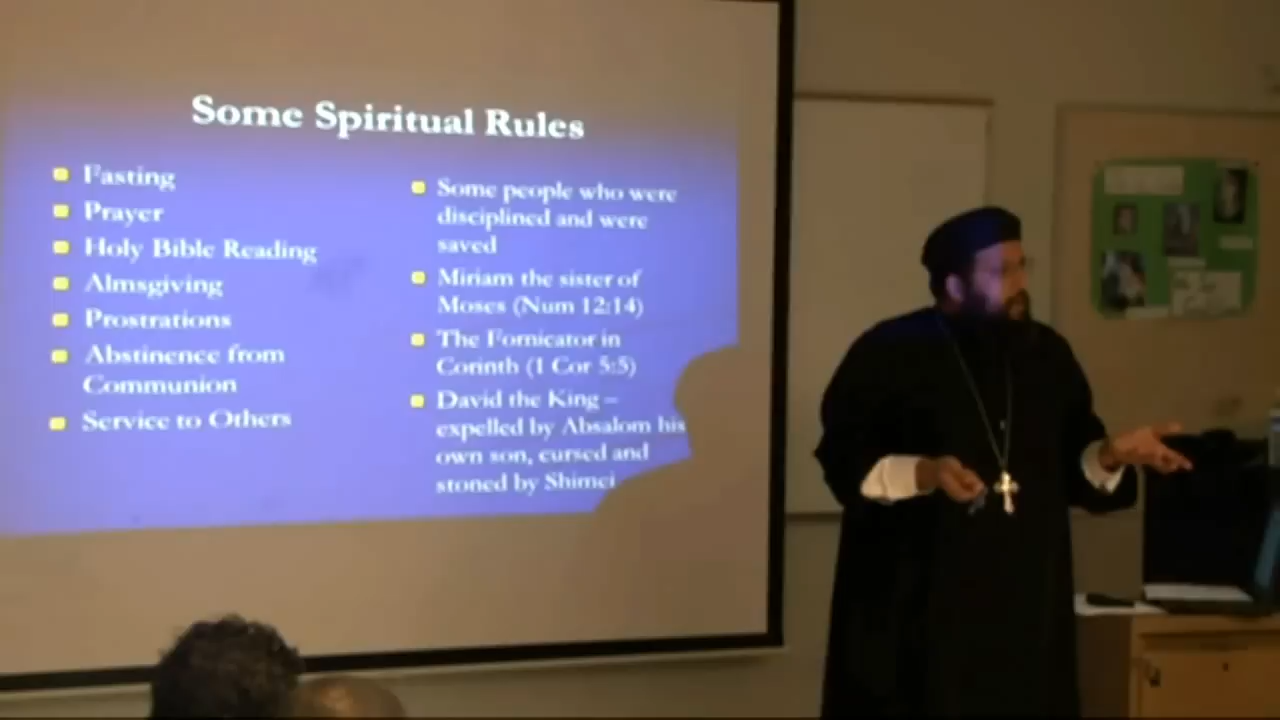 Some Spiritual Rules
Fasting
Prayer
Holy Bible Reading
Almsgiving
Prostrations
Abstinence from
Communion
Service to Others
Some people who were
disciplined and were
saved
Miriam the sister of
Moses (Num 12:14)
The Fornicator in
Corinth (1 Cor 5:5)
David the King –
expelled by Absalom his
own son, cursed and
stoned by Shimei